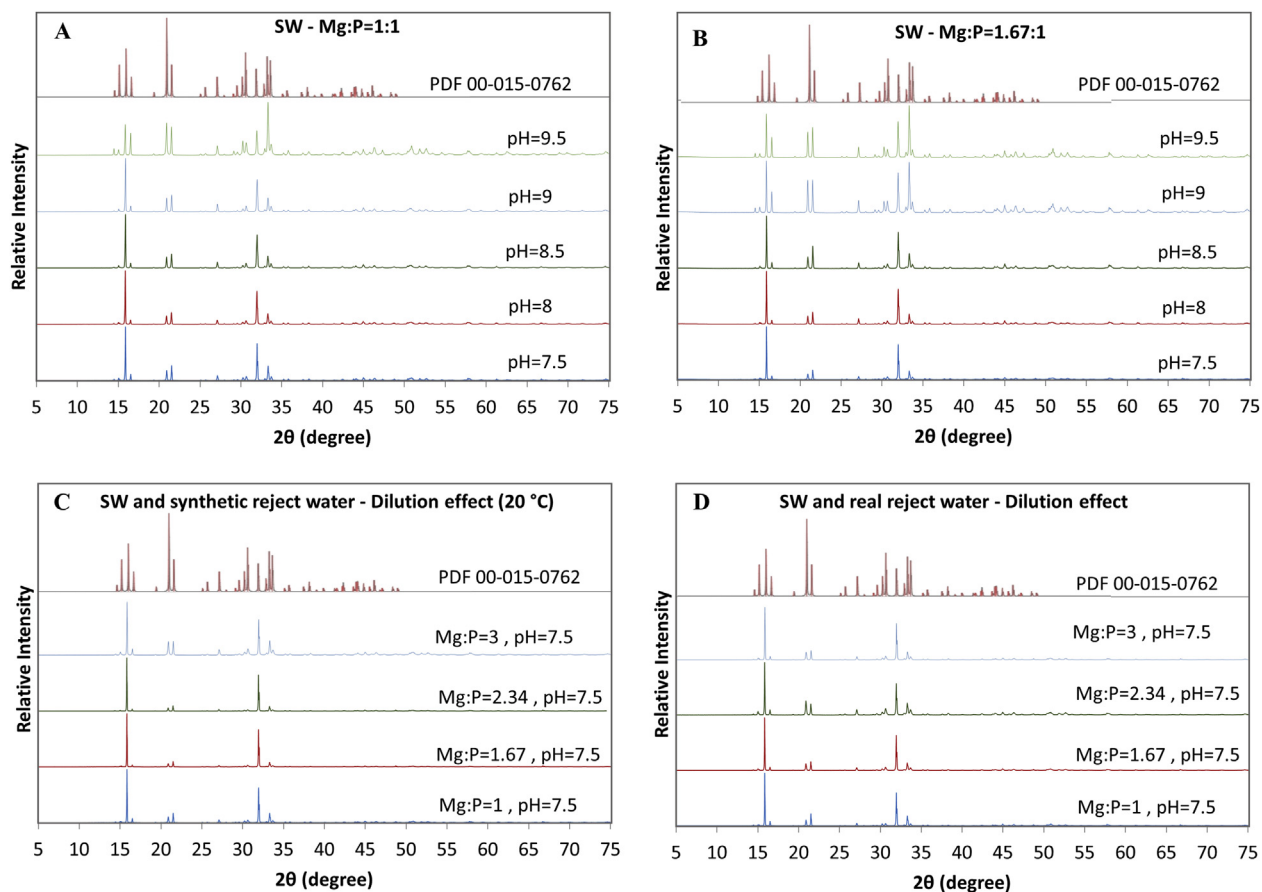 A
SW - Mg:P=1:1
PDF 00-015-0762
pH=9.5
pH=9
pH=8.5
pH=8
pH=7.5
Relative Intensity
5 10 15 20 25 30 35 40 45 50 55 60 65 70 75
2θ (degree)
B
SW - Mg:P=1.67:1
PDF 00-015-0762
pH=9.5
pH=9
pH=8.5
pH=8
pH=7.5
Relative Intensity
5 10 15 20 25 30 35 40 45 50 55 60 65 70 75
2θ (degree)
C
SW and synthetic reject water - Dilution effect (20 °C)
PDF 00-015-0762
Mg:P=3 , pH=7.5
Mg:P=2.34 , pH=7.5
Mg:P=1.67 , pH=7.5
Mg:P=1 , pH=7.5
Relative Intensity
5 10 15 20 25 30 35 40 45 50 55 60 65 70 75
2θ (degree)
D
SW and real reject water - Dilution effect
PDF 00-015-0762
Mg:P=3 , pH=7.5
Mg:P=2.34 , pH=7.5
Mg:P=1.67 , pH=7.5
Mg:P=1 , pH=7.5
Relative Intensity
5 10 15 20 25 30 35 40 45 50 55 60 65 70 75
2θ (degree)